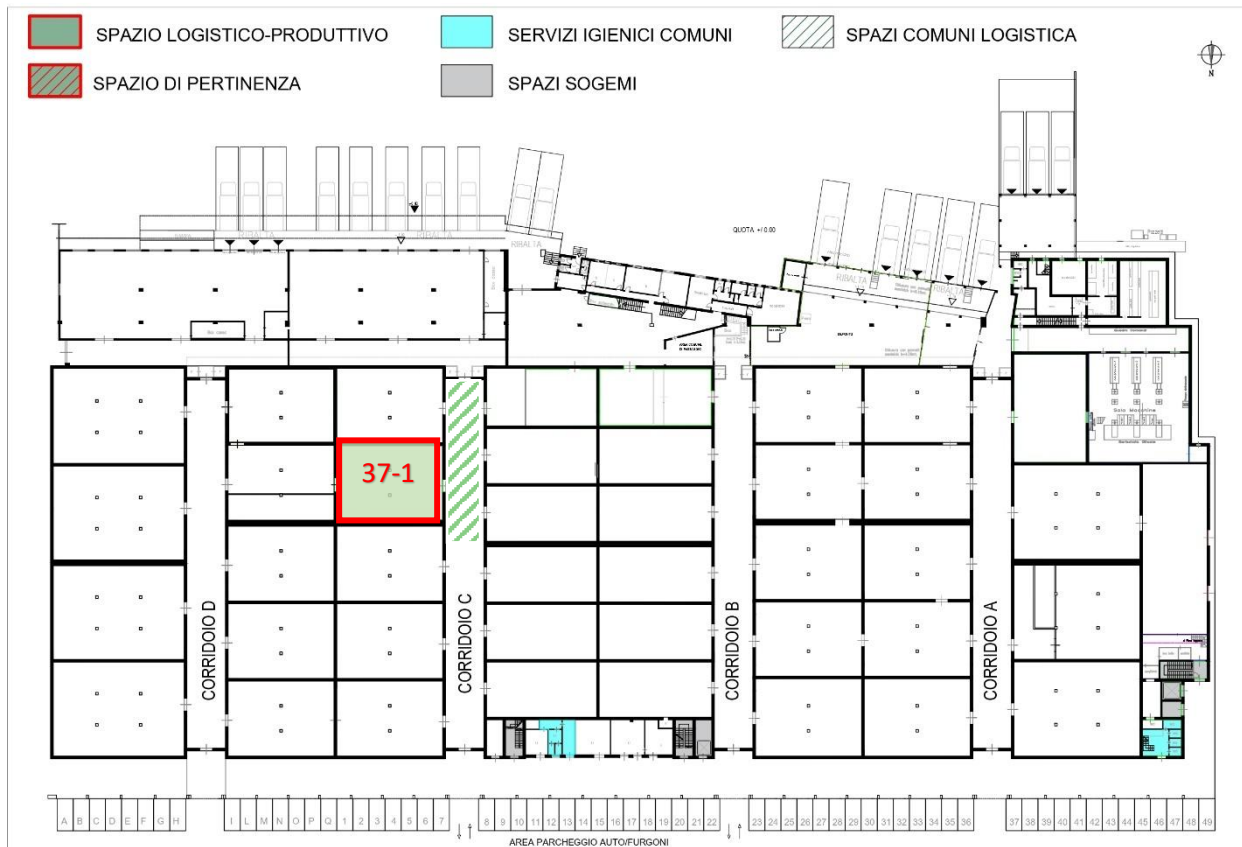 SPAZIO LOGISTICO-PRODUTTIVO
SERVIZI IGIENICI COMUNI
SPAZI COMUNI LOGISTICA
SPAZIO DI PERTINENZA
SPAZI SOGEMI
N
QUOTA +/-0.00
RIBALTA
RIBALTA
RIBALTA
RIBALTA
RIBALTA
37-1
CORRIDOIO D
CORRIDOIO C
CORRIDOIO B
CORRIDOIO A
A B C D E F G H I L M N O P Q 1 2 3 4 5 6 7 8 9 10 11 12 13 14 15 16 17 18 19 20 21 22 23 24 25 26 27 28 29 30 31 32 33 34 35 36 37 38 39 40 41 42 43 44 45 46 47 48 49
AREA PARCHEGGIO AUTO/FURGONI